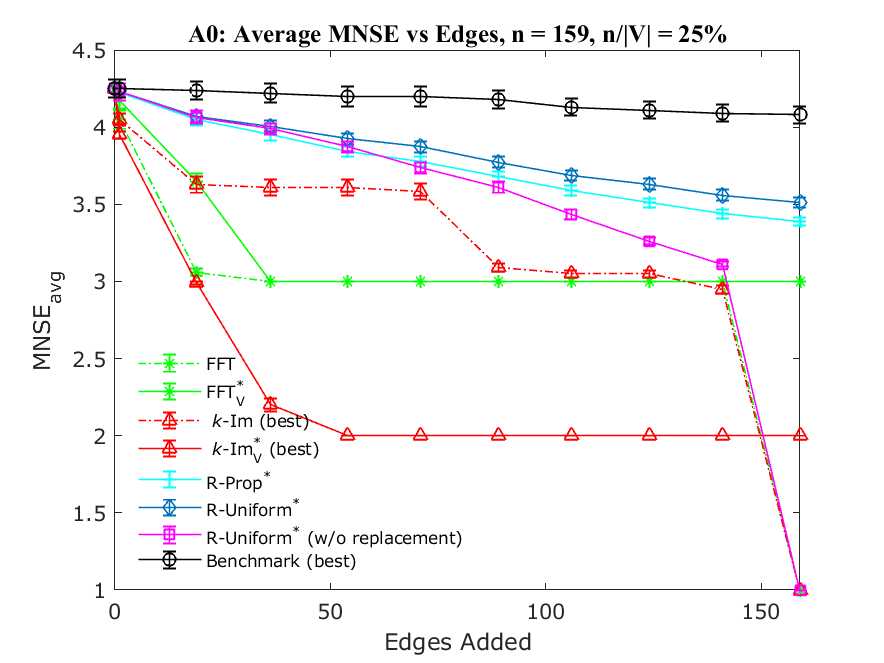 A0: Average MNSE vs Edges, n = 159, n/|V| = 25%
4.5
4
3.5
3
2.5
2
1.5
1
MNSE_avg
FFT
FFT*_V
k-Im (best)
k-Im*_V (best)
R-Prop*
R-Uniform*
R-Uniform* (w/o replacement)
Benchmark (best)
0 50 100 150
Edges Added